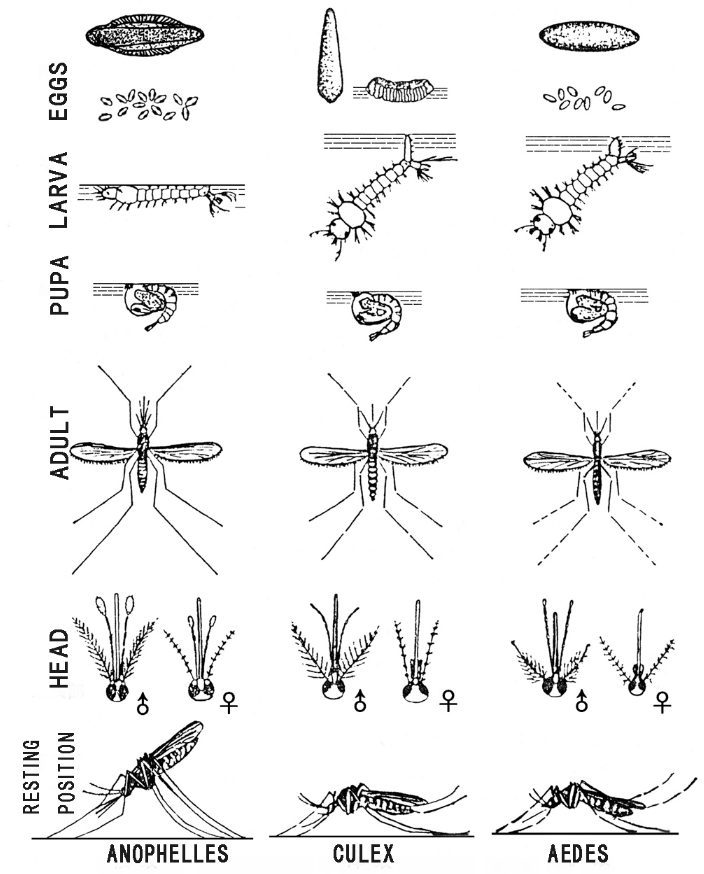 EGGS
LARVA
PUPA
ADULT
HEAD
♂ ♀ ♂ ♀ ♂ ♀
RESTING
POSITION
ANOPHELLES CULEX AEDES